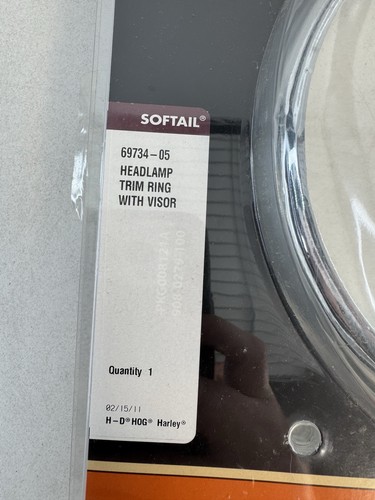 SOFTAIL®
69734-05
HEADLAMP
TRIM RING
WITH VISOR
Quantity 1
02/15/11
H-D® HOG® Harley®